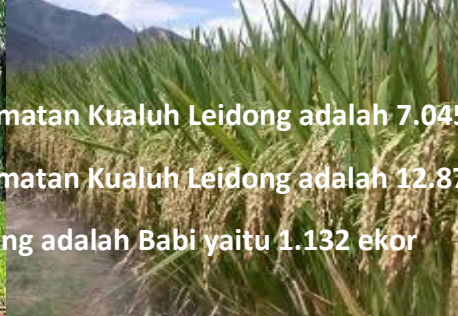 matan Kualuh Leidong adalah 7.045
matan Kualuh Leidong adalah 12.87
ng adalah Babi yaitu 1.132 ekor